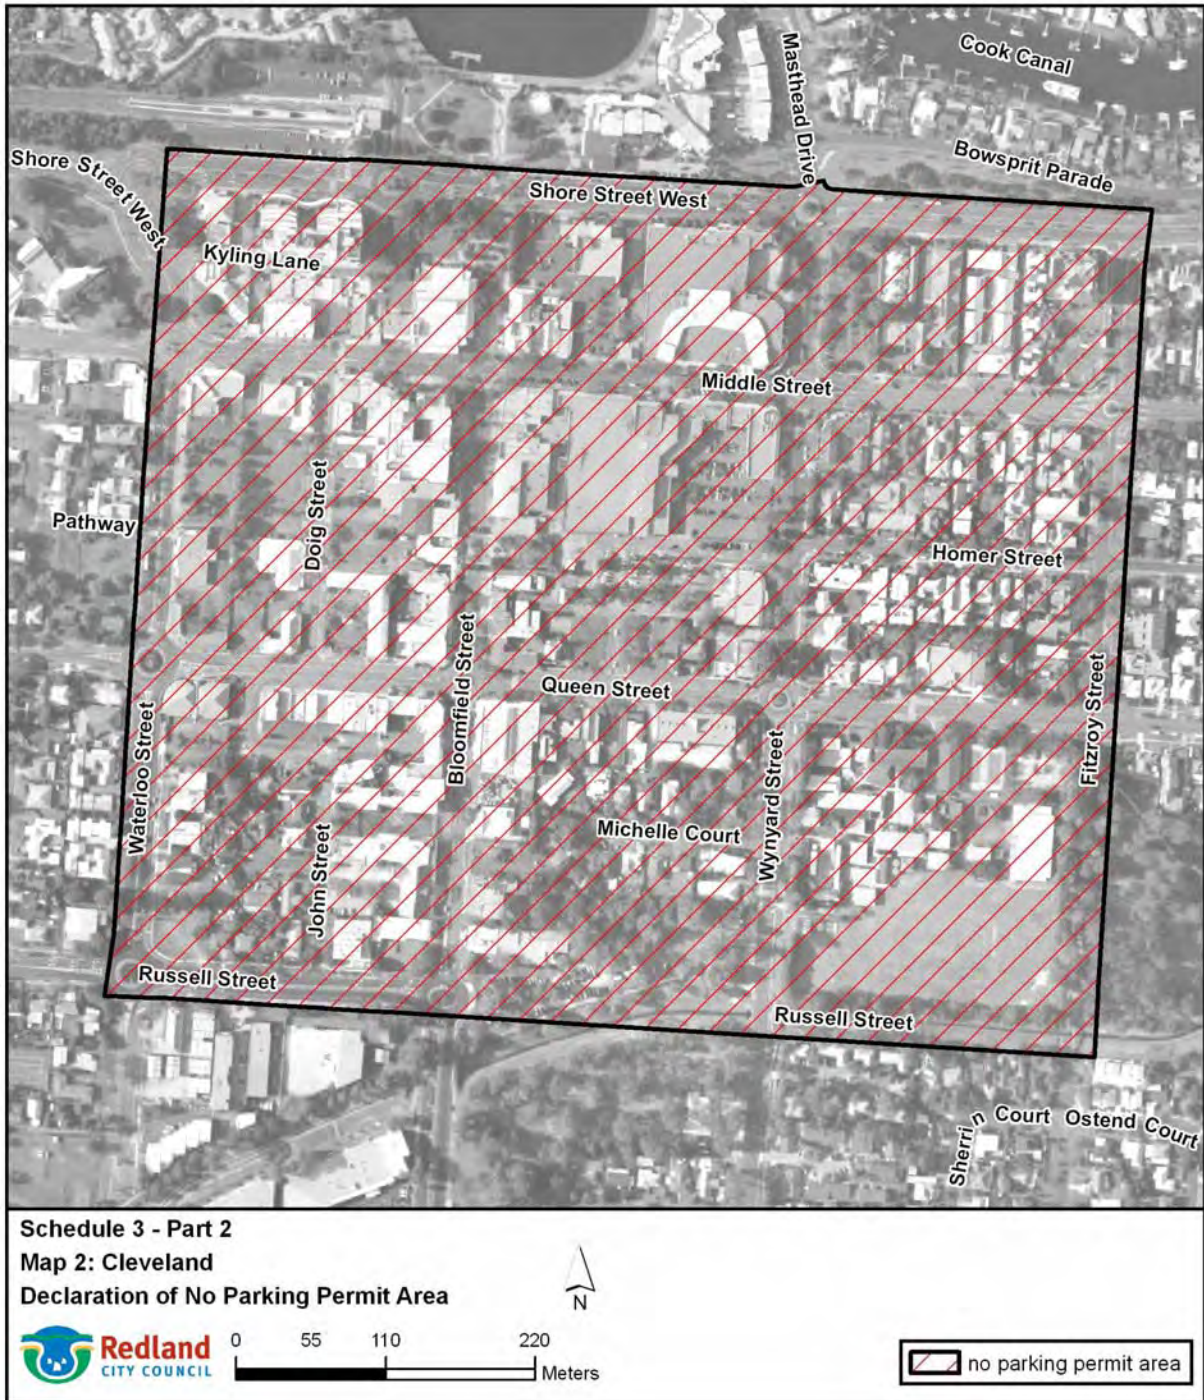 Cook Canal
Masthead Drive
Bowsprit Parade
Shore Street West
Shore Street West
Kyling Lane
Middle Street
Doig Street
Pathway
Homer Street
Bloomfield Street
Queen Street
Fitzroy Street
Waterloo Street
Wynyard Street
Michelle Court
John Street
Russell Street
Russell Street
Sherrin Court
Ostend Court
Schedule 3 - Part 2
Map 2: Cleveland
Declaration of No Parking Permit Area
N
Redland
CITY COUNCIL
0 55 110 220
Meters
no parking permit area